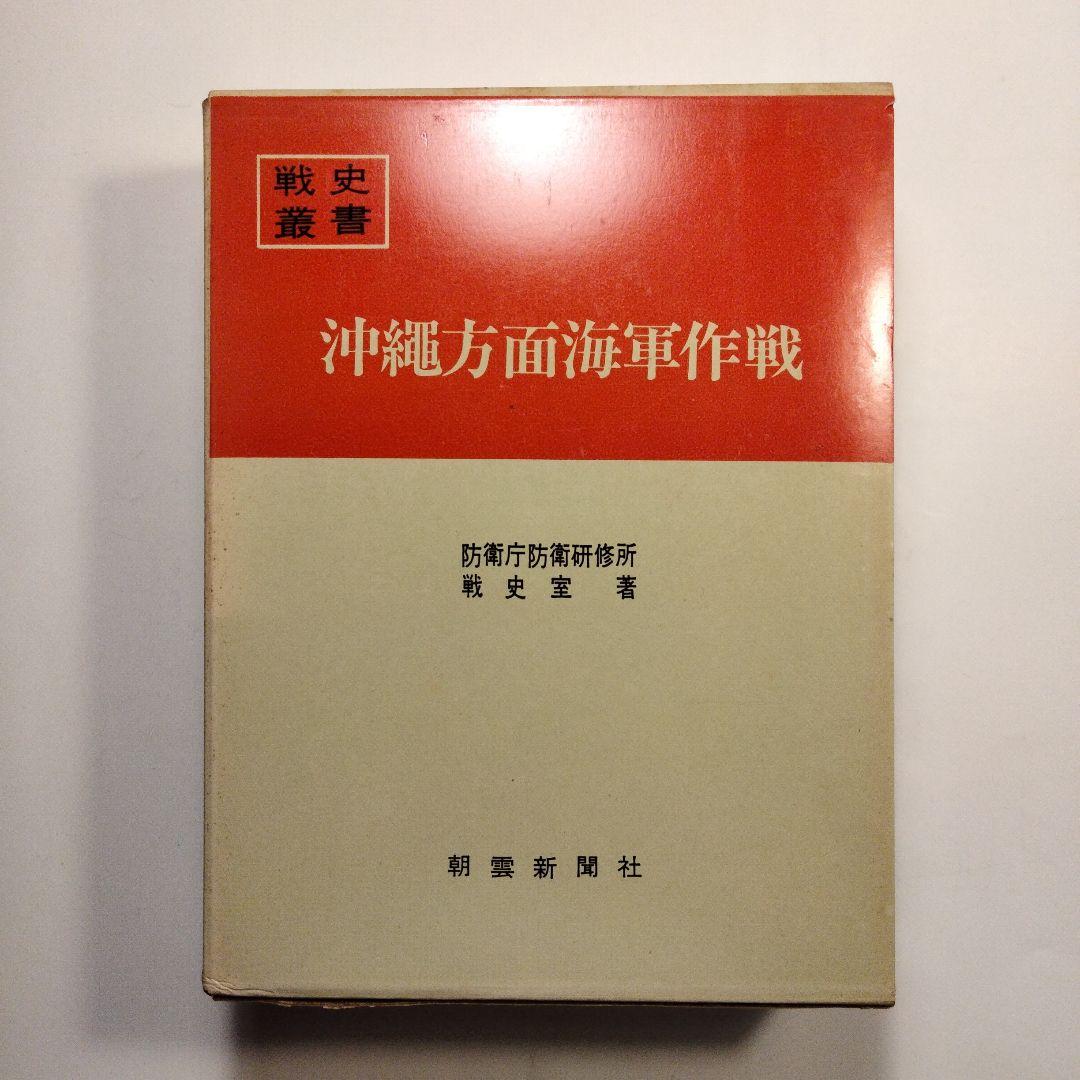 戦史
叢書
沖繩方面海軍作戦
防衛庁防衛研修所
戦史室 著
朝雲新聞社